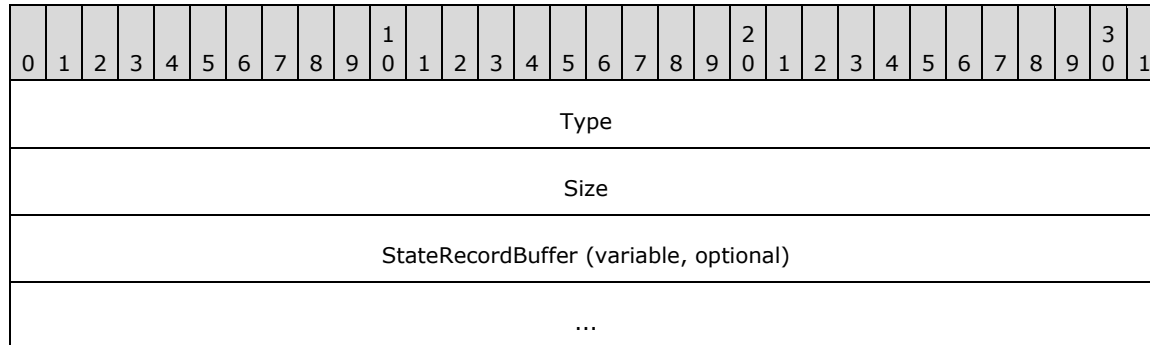 1 2 3
0 1 2 3 4 5 6 7 8 9 0 1 2 3 4 5 6 7 8 9 0 1 2 3 4 5 6 7 8 9 0 1
Type
Size
StateRecordBuffer (variable, optional)
...